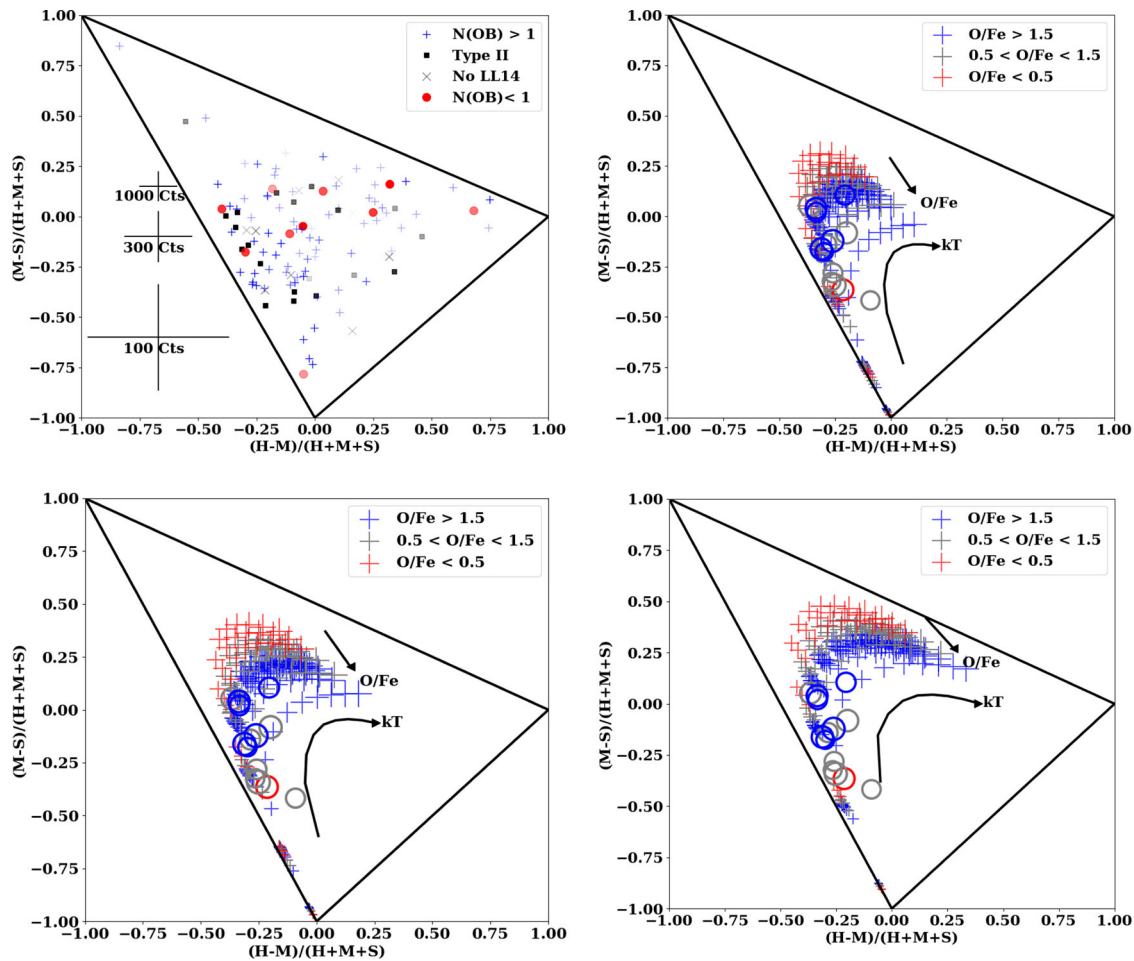 1.00
0.75
0.50
0.25
0.00
−0.25
−0.50
−0.75
−1.00
(M-S)/(H+M+S)
N(OB) > 1
Type II
No LL14
N(OB)< 1
1000 Cts
300 Cts
100 Cts
−1.00 −0.75 −0.50 −0.25 0.00 0.25 0.50 0.75 1.00
(H-M)/(H+M+S)
1.00
0.75
0.50
0.25
0.00
−0.25
−0.50
−0.75
−1.00
(M-S)/(H+M+S)
O/Fe > 1.5
0.5 < O/Fe < 1.5
O/Fe < 0.5
O/Fe
kT
−1.00 −0.75 −0.50 −0.25 0.00 0.25 0.50 0.75 1.00
(H-M)/(H+M+S)
1.00
0.75
0.50
0.25
0.00
−0.25
−0.50
−0.75
−1.00
(M-S)/(H+M+S)
O/Fe > 1.5
0.5 < O/Fe < 1.5
O/Fe < 0.5
O/Fe
kT
−1.00 −0.75 −0.50 −0.25 0.00 0.25 0.50 0.75 1.00
(H-M)/(H+M+S)
1.00
0.75
0.50
0.25
0.00
−0.25
−0.50
−0.75
−1.00
(M-S)/(H+M+S)
O/Fe > 1.5
0.5 < O/Fe < 1.5
O/Fe < 0.5
O/Fe
kT
−1.00 −0.75 −0.50 −0.25 0.00 0.25 0.50 0.75 1.00
(H-M)/(H+M+S)